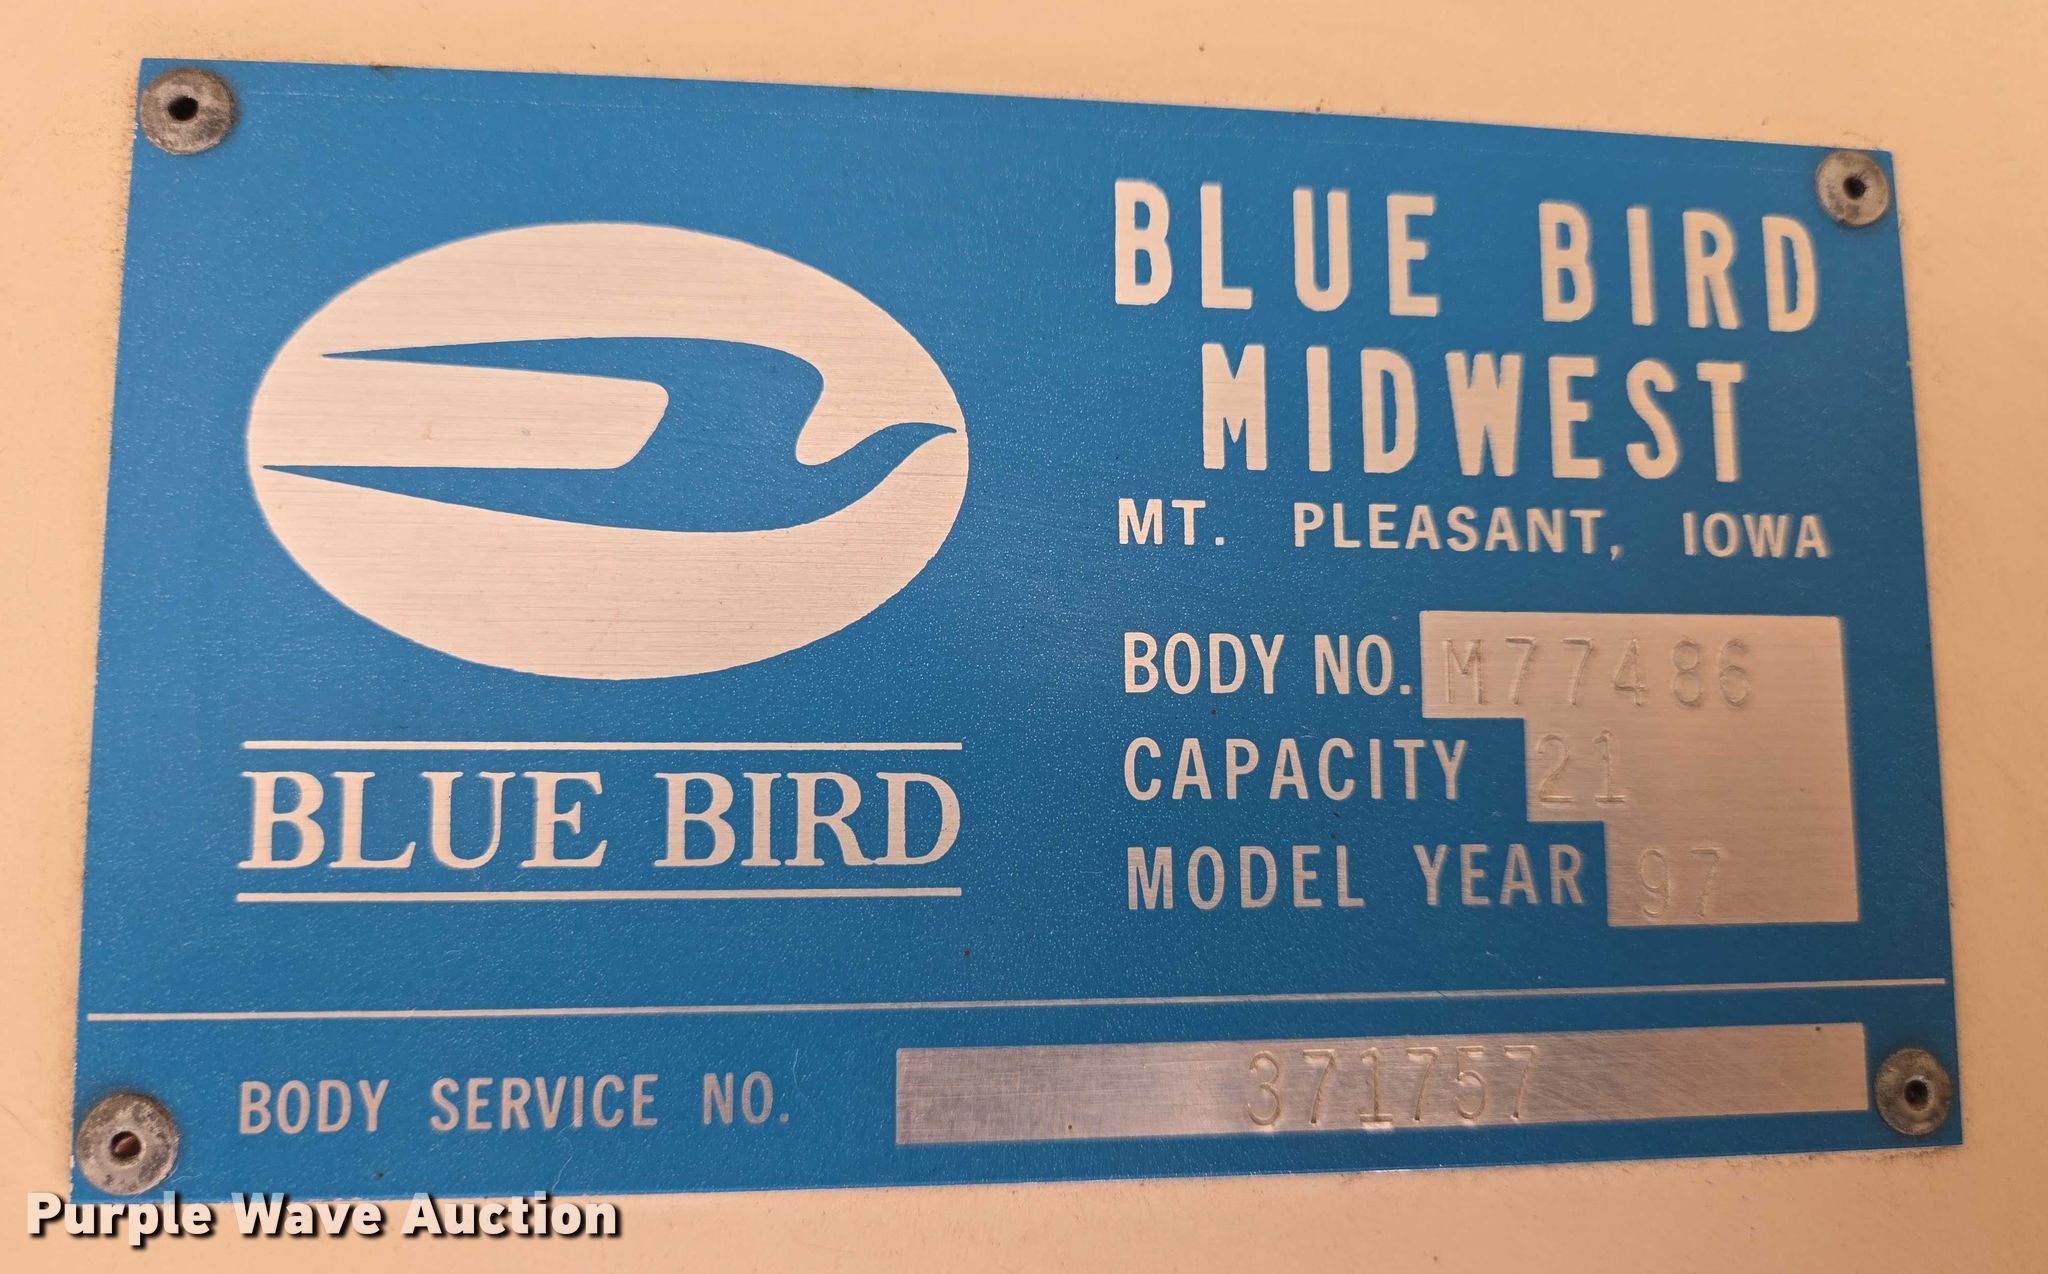 BLUE BIRD
MIDWEST
MT. PLEASANT, IOWA
BODY NO. M77486
CAPACITY 21
MODEL YEAR 97
BLUE BIRD
BODY SERVICE NO. 371757
Purple Wave Auction